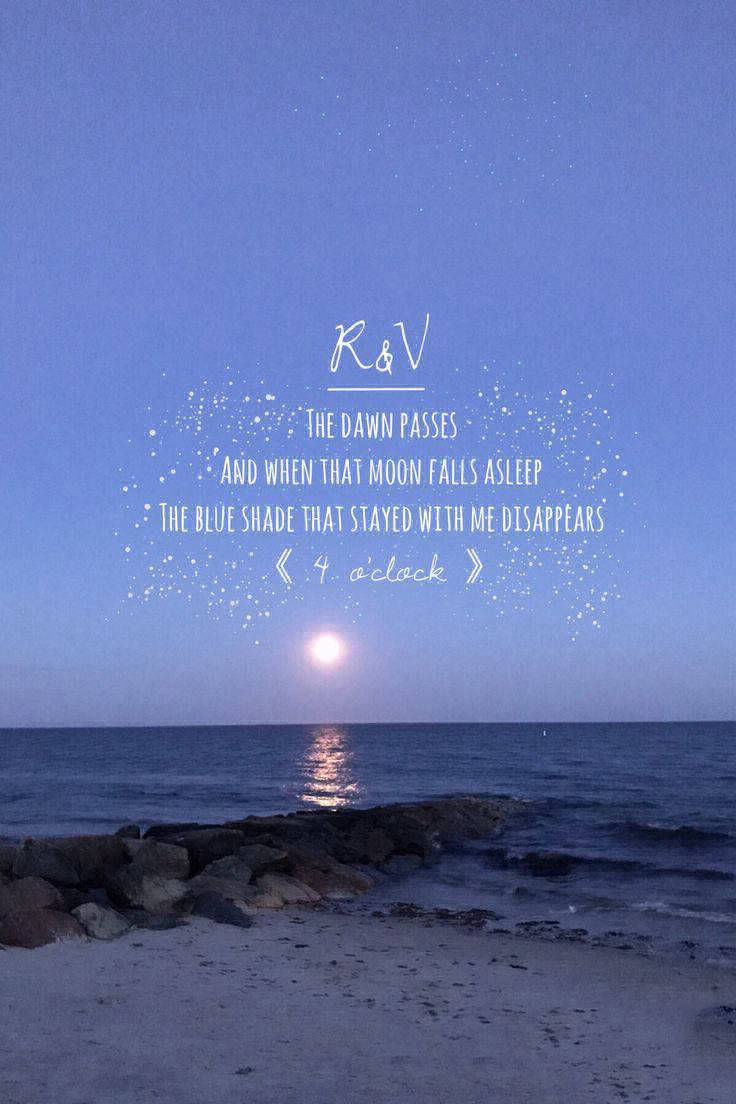 R&V
THE DAWN PASSES
AND WHEN THAT MOON FALLS ASLEEP
THE BLUE SHADE THAT STAYED WITH ME DISAPPEARS
《 4 o'clock 》